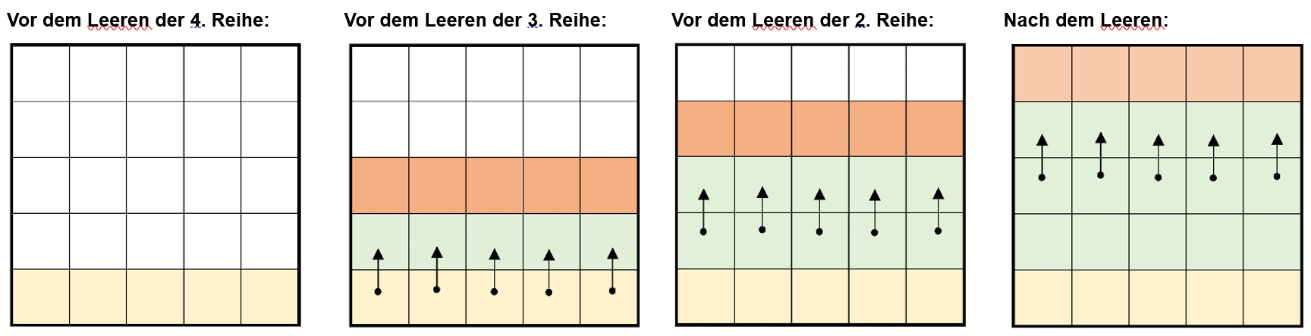 Vor dem Leeren der 4. Reihe:
Vor dem Leeren der 3. Reihe:
Vor dem Leeren der 2. Reihe:
Nach dem Leeren: